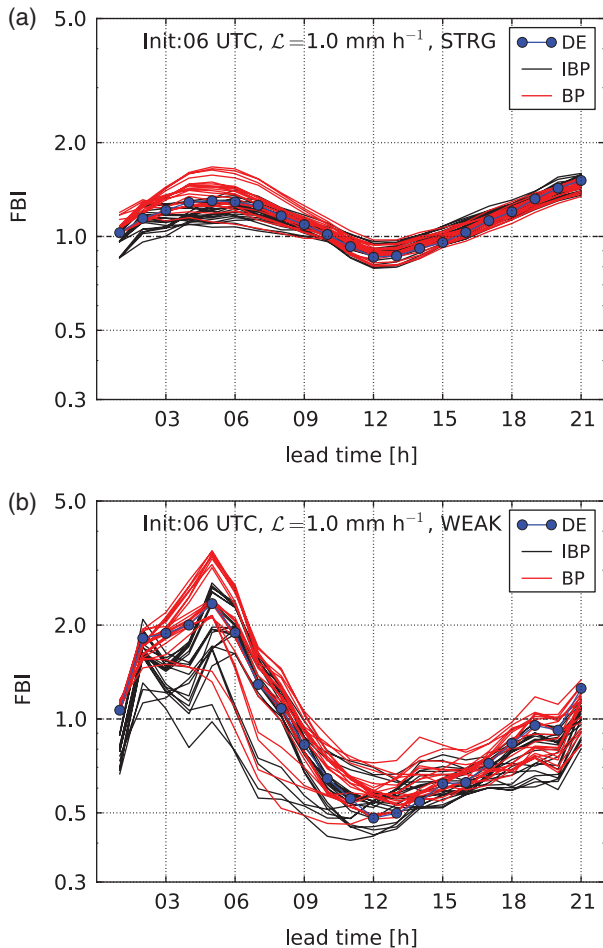 (a)
5.0
Init:06 UTC, ℒ=1.0 mm h⁻¹, STRG
DE
IBP
BP
2.0
FBI
1.0
0.5
0.3
03 06 09 12 15 18 21
lead time [h]
(b)
5.0
Init:06 UTC, ℒ=1.0 mm h⁻¹, WEAK
DE
IBP
BP
2.0
FBI
1.0
0.5
0.3
03 06 09 12 15 18 21
lead time [h]